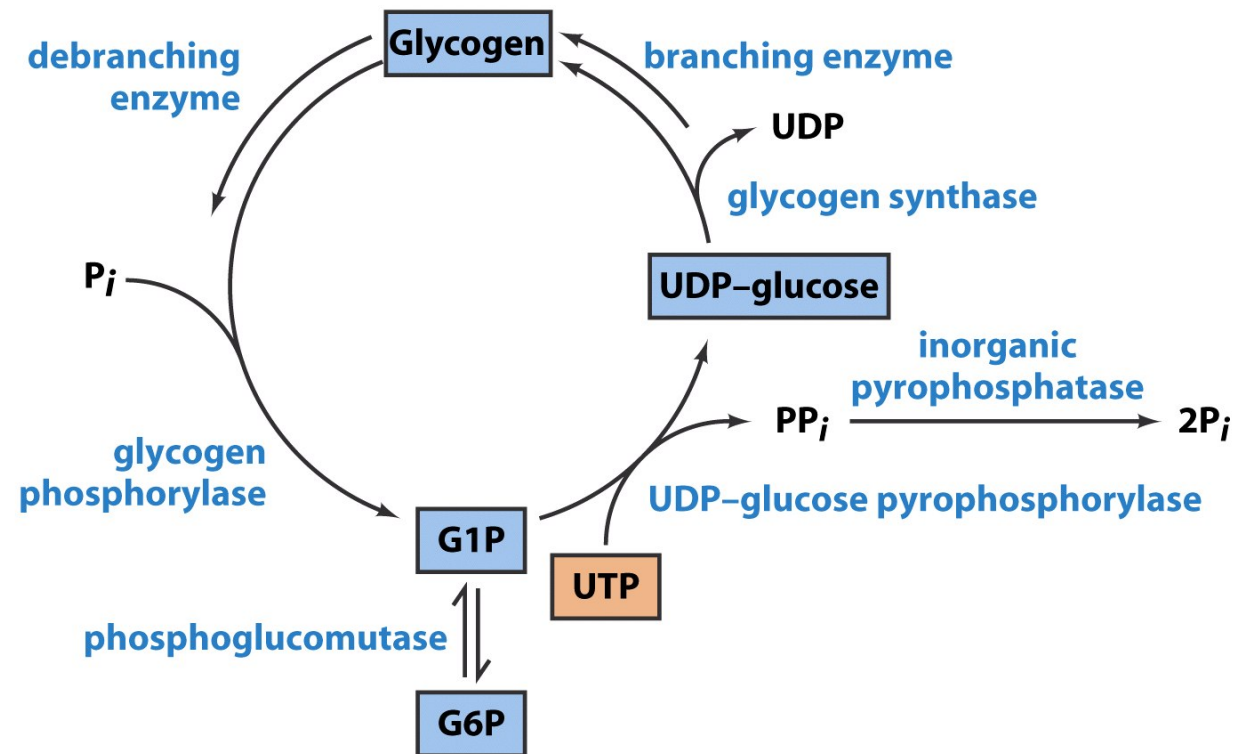 Glycogen
debranching
enzyme
branching enzyme
UDP
glycogen synthase
Pi
UDP–glucose
inorganic
pyrophosphatase
PPi
2Pi
glycogen
phosphorylase
UDP–glucose pyrophosphorylase
G1P
UTP
phosphoglucomutase
G6P